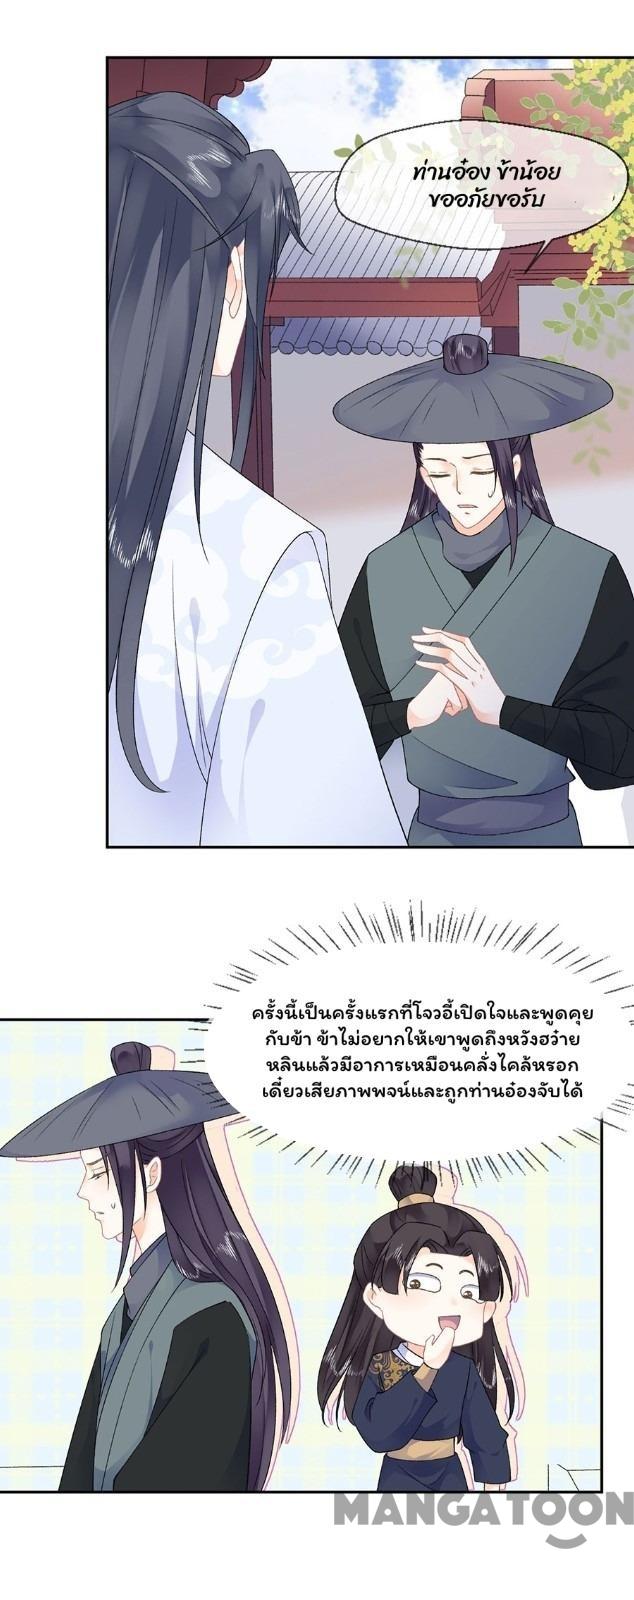 ท่านอ๋อง ข้าน้อย
ขออภัยขอรับ
ครั้งนี้เป็นครั้งแรกที่โจวอี้เปิดใจและพูดคุย
กับข้า ข้าไม่อยากให้เขาพูดถึงหวังฮว๋าย
หลินแล้วมีอาการเหมือนคลั่งไคล้หรอก
เดี๋ยวเสียภาพพจน์และถูกท่านอ๋องจับได้
MANGATOON